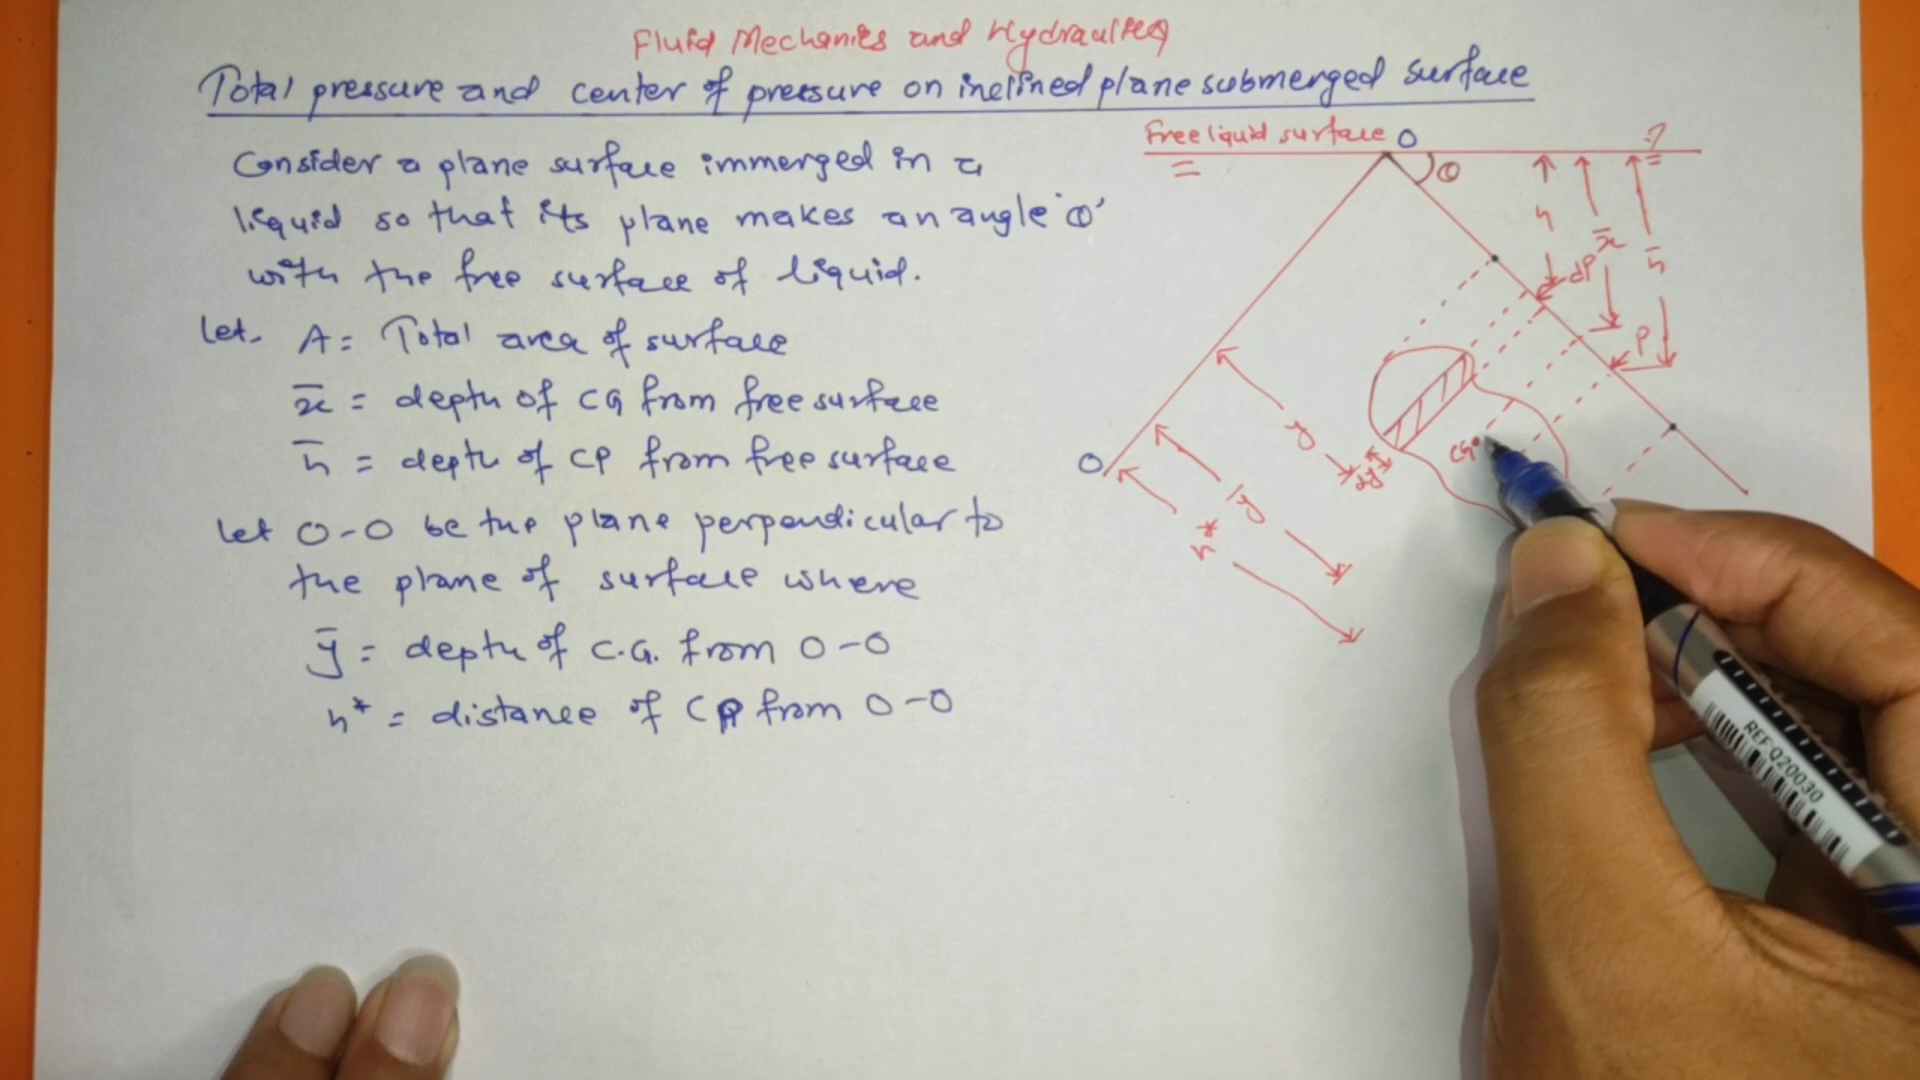 Fluid Mechanics and Hydraulics
Total pressure and center of pressure on inclined plane submerged surface
Consider a plane surface immerged in a
liquid so that its plane makes an angle 'θ'
with the free surface of liquid.
Let, A = Total area of surface
x̄ = depth of CG from free surface
h̄ = depth of CP from free surface
Let O-O be the plane perpendicular to
the plane of surface where
ȳ = depth of C.G. from O-O
h* = distance of CP from O-O
Free liquid surface O
θ
h
x̄
h̄
dP
P
y
dy
CG
O
ȳ
h*
REF.Q20030